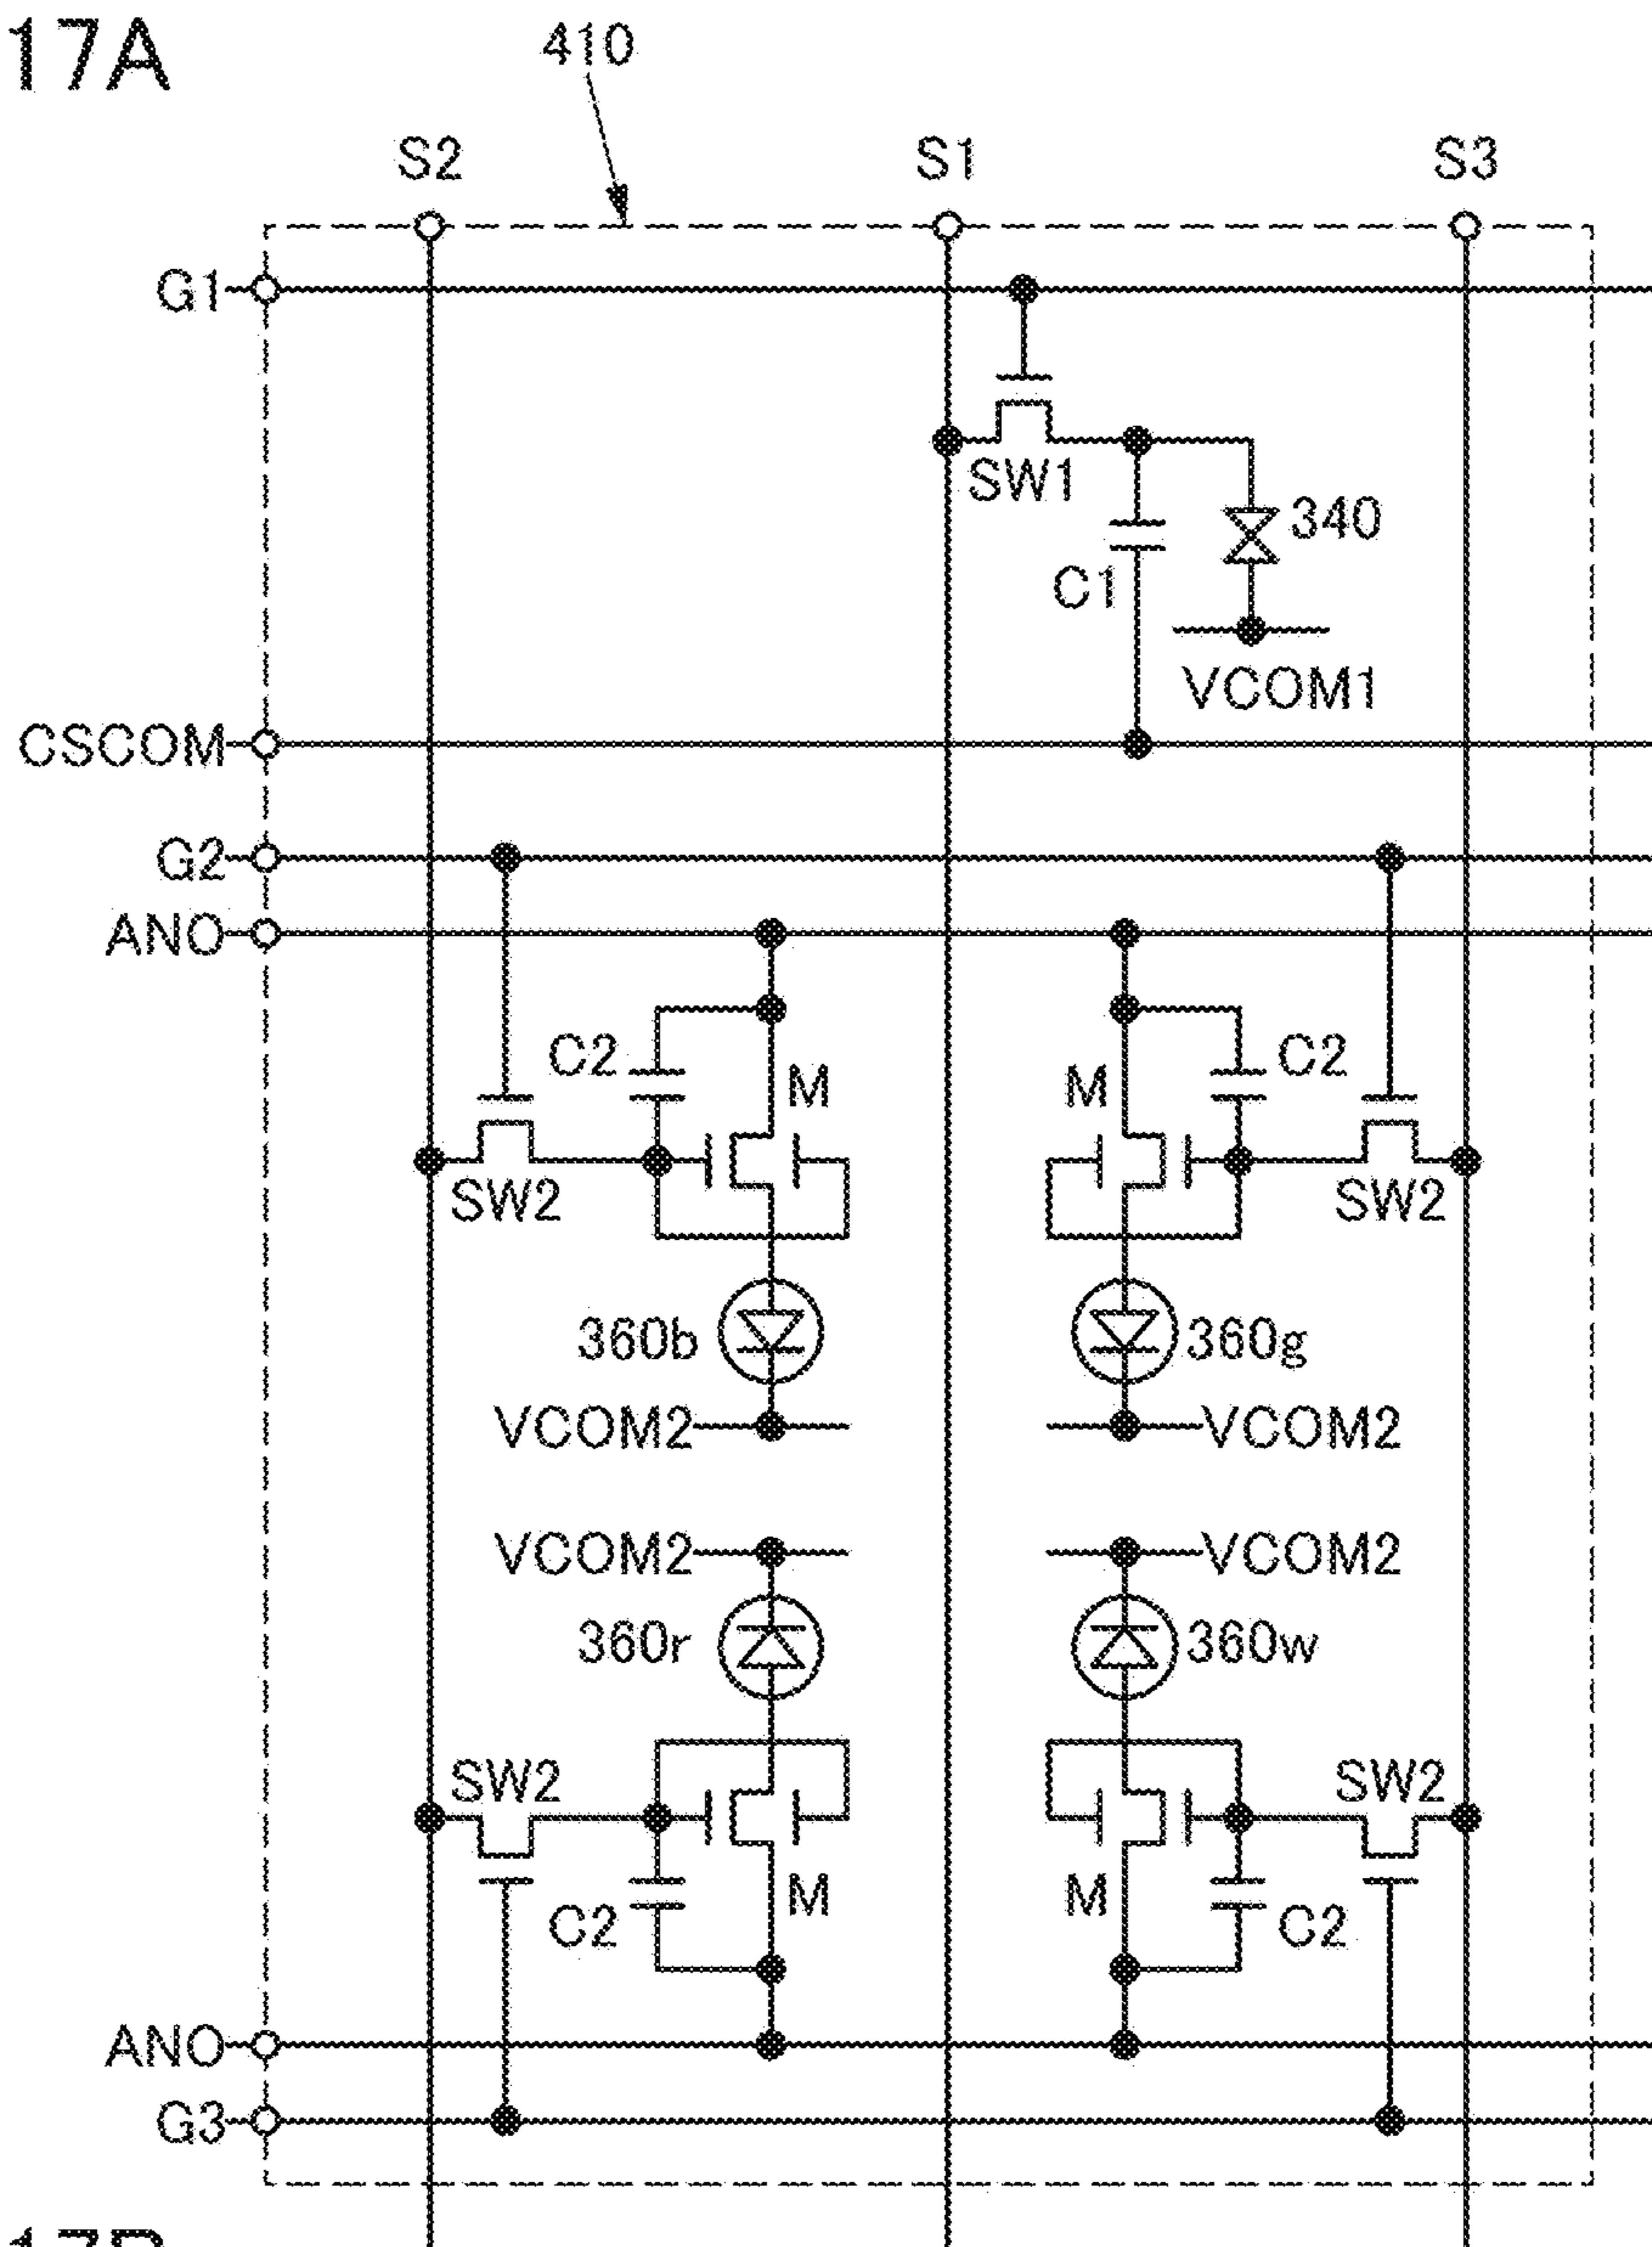 17A
410
S2 S1 S3
G1
SW1
340
C1
VCOM1
CSCOM
G2
ANO
C2 M M C2
SW2 SW2
360b 360g
VCOM2 VCOM2
VCOM2 VCOM2
360r 360w
SW2 SW2
C2 M M C2
ANO
G3